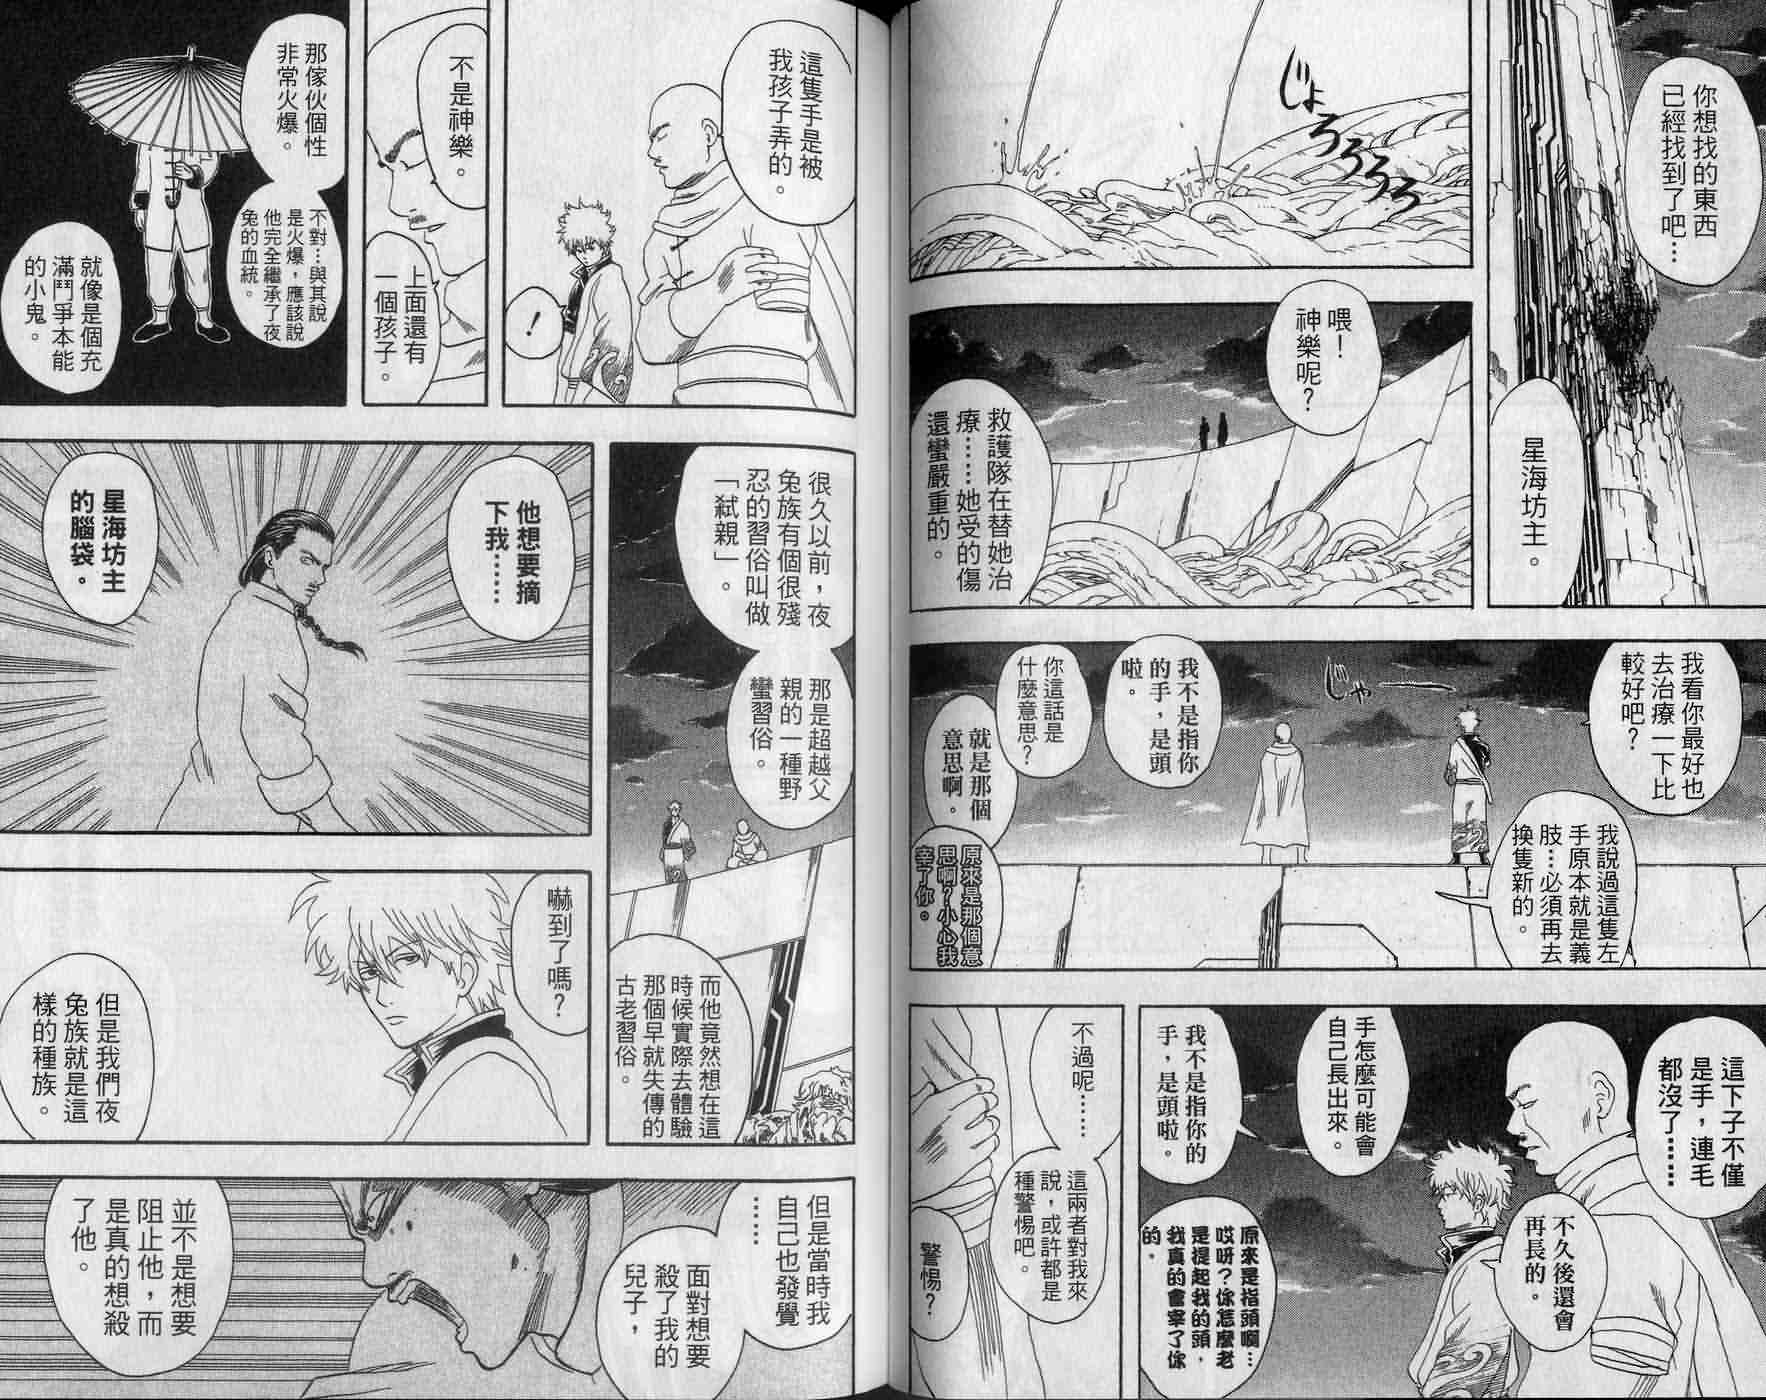 你想找的東西
已經找到了吧…
星海坊主。
じょろろろろ
喂！
神樂呢？
救護隊在替她治
療……她受的傷
還蠻嚴重的。
我看你最好也
去治療一下比
較好吧？
我說過這隻左
手原本就是義
肢…必須再去
換隻新的。
じゃー
我不是指你
的手，是頭
啦。
你這話是
什麼意思？
就是那個
意思啊。
原來是那個意
思啊？小心我
宰了你。
這下子不僅
是手，連毛
都沒了……
不久後還會
再長的。
手怎麼可能會
自己長出來。
我不是指你的
手，是頭啦。
原來是指頭啊…
哎呀？你怎麼老
是提起我的頭，
我真的會宰了你
的。
不過呢……
這兩者對我來
說，或許都是
種警惕吧。
警惕？
這隻手是被
我孩子弄的。
！
不是神樂。
上面還有
一個孩子。
那傢伙個性
非常火爆。
不對…與其說
是火爆，應該說
他完全繼承了夜
兔的血統。
就像是個充
滿鬥爭本能
的小鬼。
很久以前，夜
兔族有個很殘
忍的習俗叫做
「弒親」。
那是超越父
親的一種野
蠻習俗。
而他竟然想在這
時候實際去體驗
那個早就失傳的
古老習俗。
他想要摘
下我……
星海坊主
的腦袋。
嚇到了嗎？
但是我們夜
兔族就是這
樣的種族。
但是當時我
自己也發覺
……
面對想要
殺了我的
兒子，
並不是想要
阻止他，而
是真的想殺
了他。